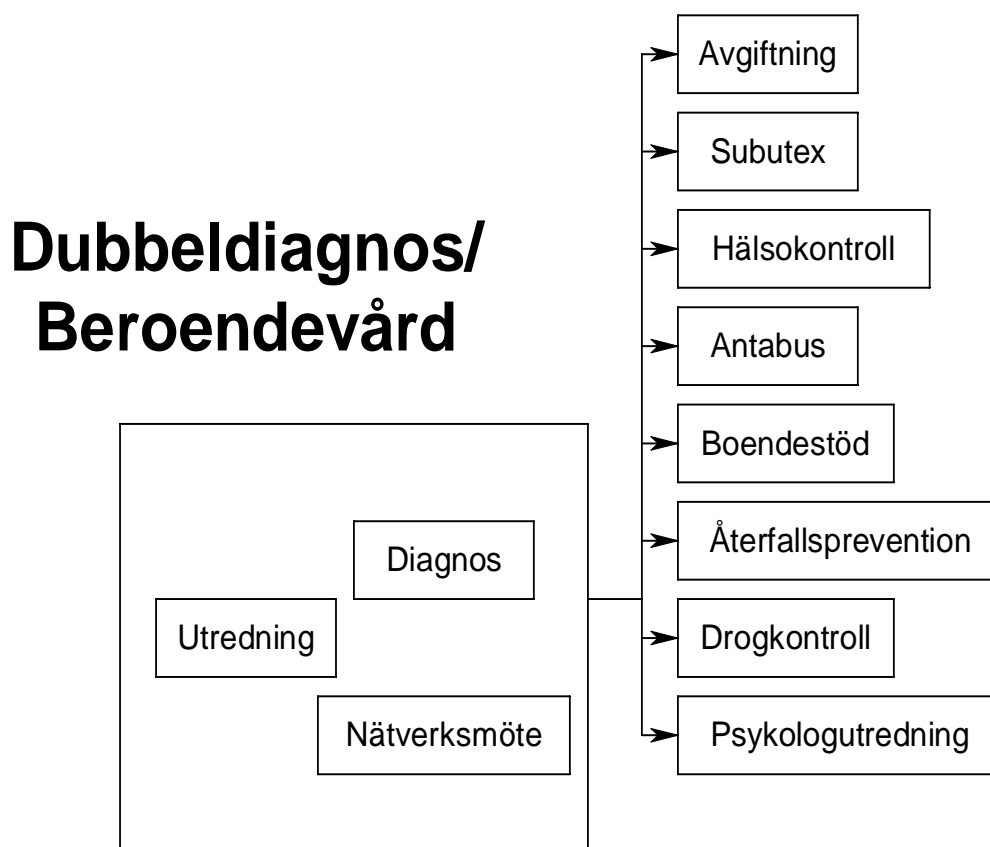 Dubbeldiagnos/
Beroendevård
Diagnos
Utredning
Nätverksmöte
Avgiftning
Subutex
Hälsokontroll
Antabus
Boendestöd
Återfallsprevention
Drogkontroll
Psykologutredning